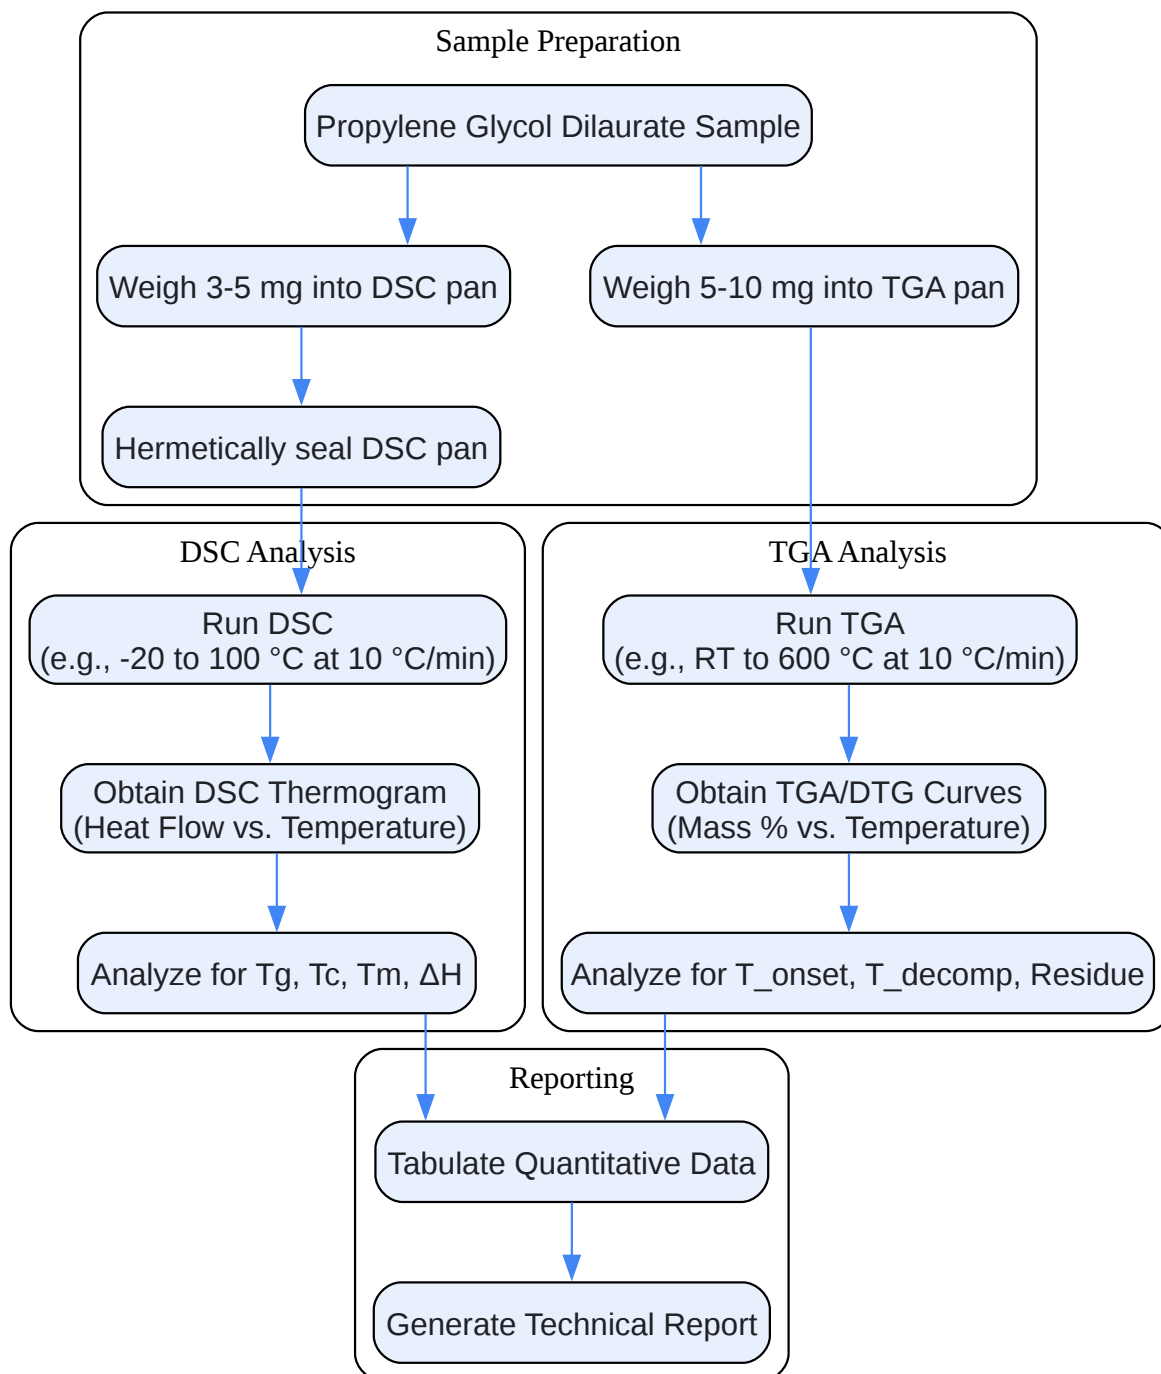 Sample Preparation
Propylene Glycol Dilaurate Sample
Weigh 3-5 mg into DSC pan
Weigh 5-10 mg into TGA pan
Hermetically seal DSC pan
DSC Analysis
TGA Analysis
Run DSC
(e.g., -20 to 100 °C at 10 °C/min)
Run TGA
(e.g., RT to 600 °C at 10 °C/min)
Obtain DSC Thermogram
(Heat Flow vs. Temperature)
Obtain TGA/DTG Curves
(Mass % vs. Temperature)
Analyze for Tg, Tc, Tm, ΔH
Analyze for T_onset, T_decomp, Residue
Reporting
Tabulate Quantitative Data
Generate Technical Report